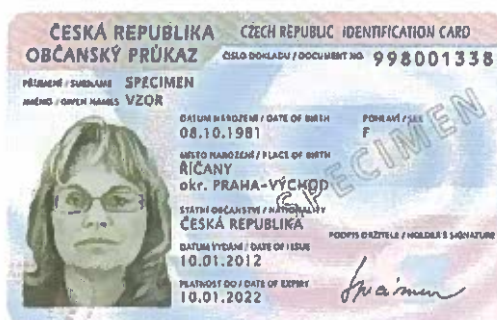 ČESKÁ REPUBLIKA CZECH REPUBLIC IDENTIFICATION CARD
OBČANSKÝ PRŮKAZ ČÍSLO DOKLADU / DOCUMENT NO. 998001338
PŘÍJMENÍ / SURNAME SPECIMEN
JMÉNO / GIVEN NAMES VZOR
DATUM NAROZENÍ / DATE OF BIRTH POHLAVÍ / SEX
08.10.1981 F
MÍSTO NAROZENÍ / PLACE OF BIRTH
ŘÍČANY
okr. PRAHA-VÝCHOD
SPECIMEN
STÁTNÍ OBČANSTVÍ / NATIONALITY
ČESKÁ REPUBLIKA
PODPIS DRŽITELE / HOLDER'S SIGNATURE
DATUM VYDÁNÍ / DATE OF ISSUE
10.01.2012
PLATNOST DO / DATE OF EXPIRY
10.01.2022
Specimen